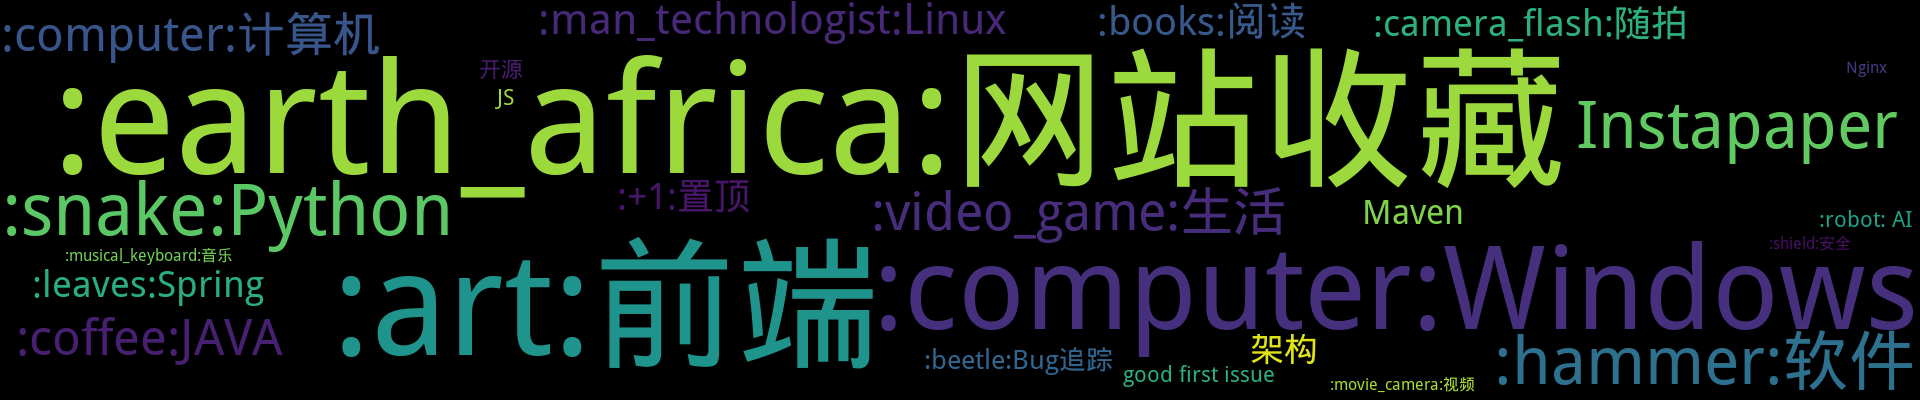 :computer:计算机
:man_technologist:Linux
:books:阅读
:camera_flash:随拍
开源
JS
:earth_africa:网站收藏
Nginx
Instapaper
:snake:Python
:+1:置顶
:video_game:生活
Maven
:robot: AI
:shield:安全
:musical_keyboard:音乐
:leaves:Spring
:art:前端
:computer:Windows
:coffee:JAVA
:beetle:Bug追踪
架构
good first issue
:movie_camera:视频
:hammer:软件